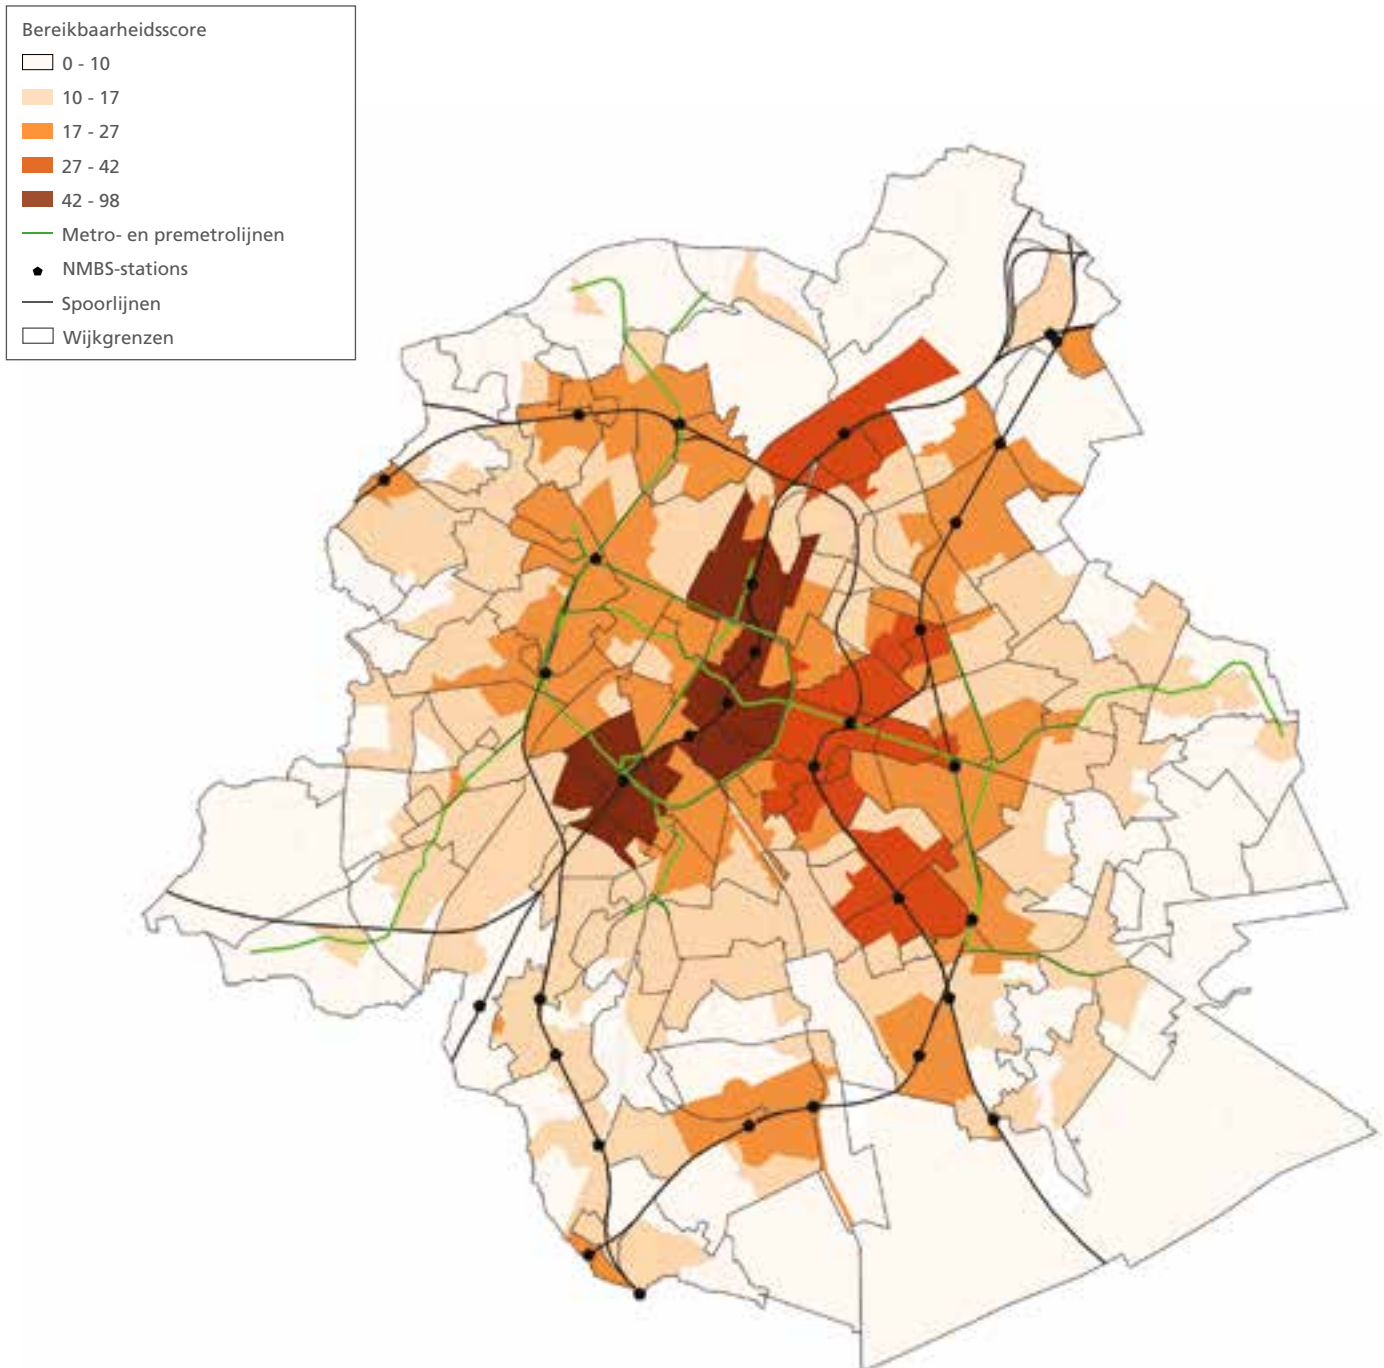 Bereikbaarheidsscore
0 - 10
10 - 17
17 - 27
27 - 42
42 - 98
Metro- en premetrolijnen
NMBS-stations
Spoorlijnen
Wijkgrenzen